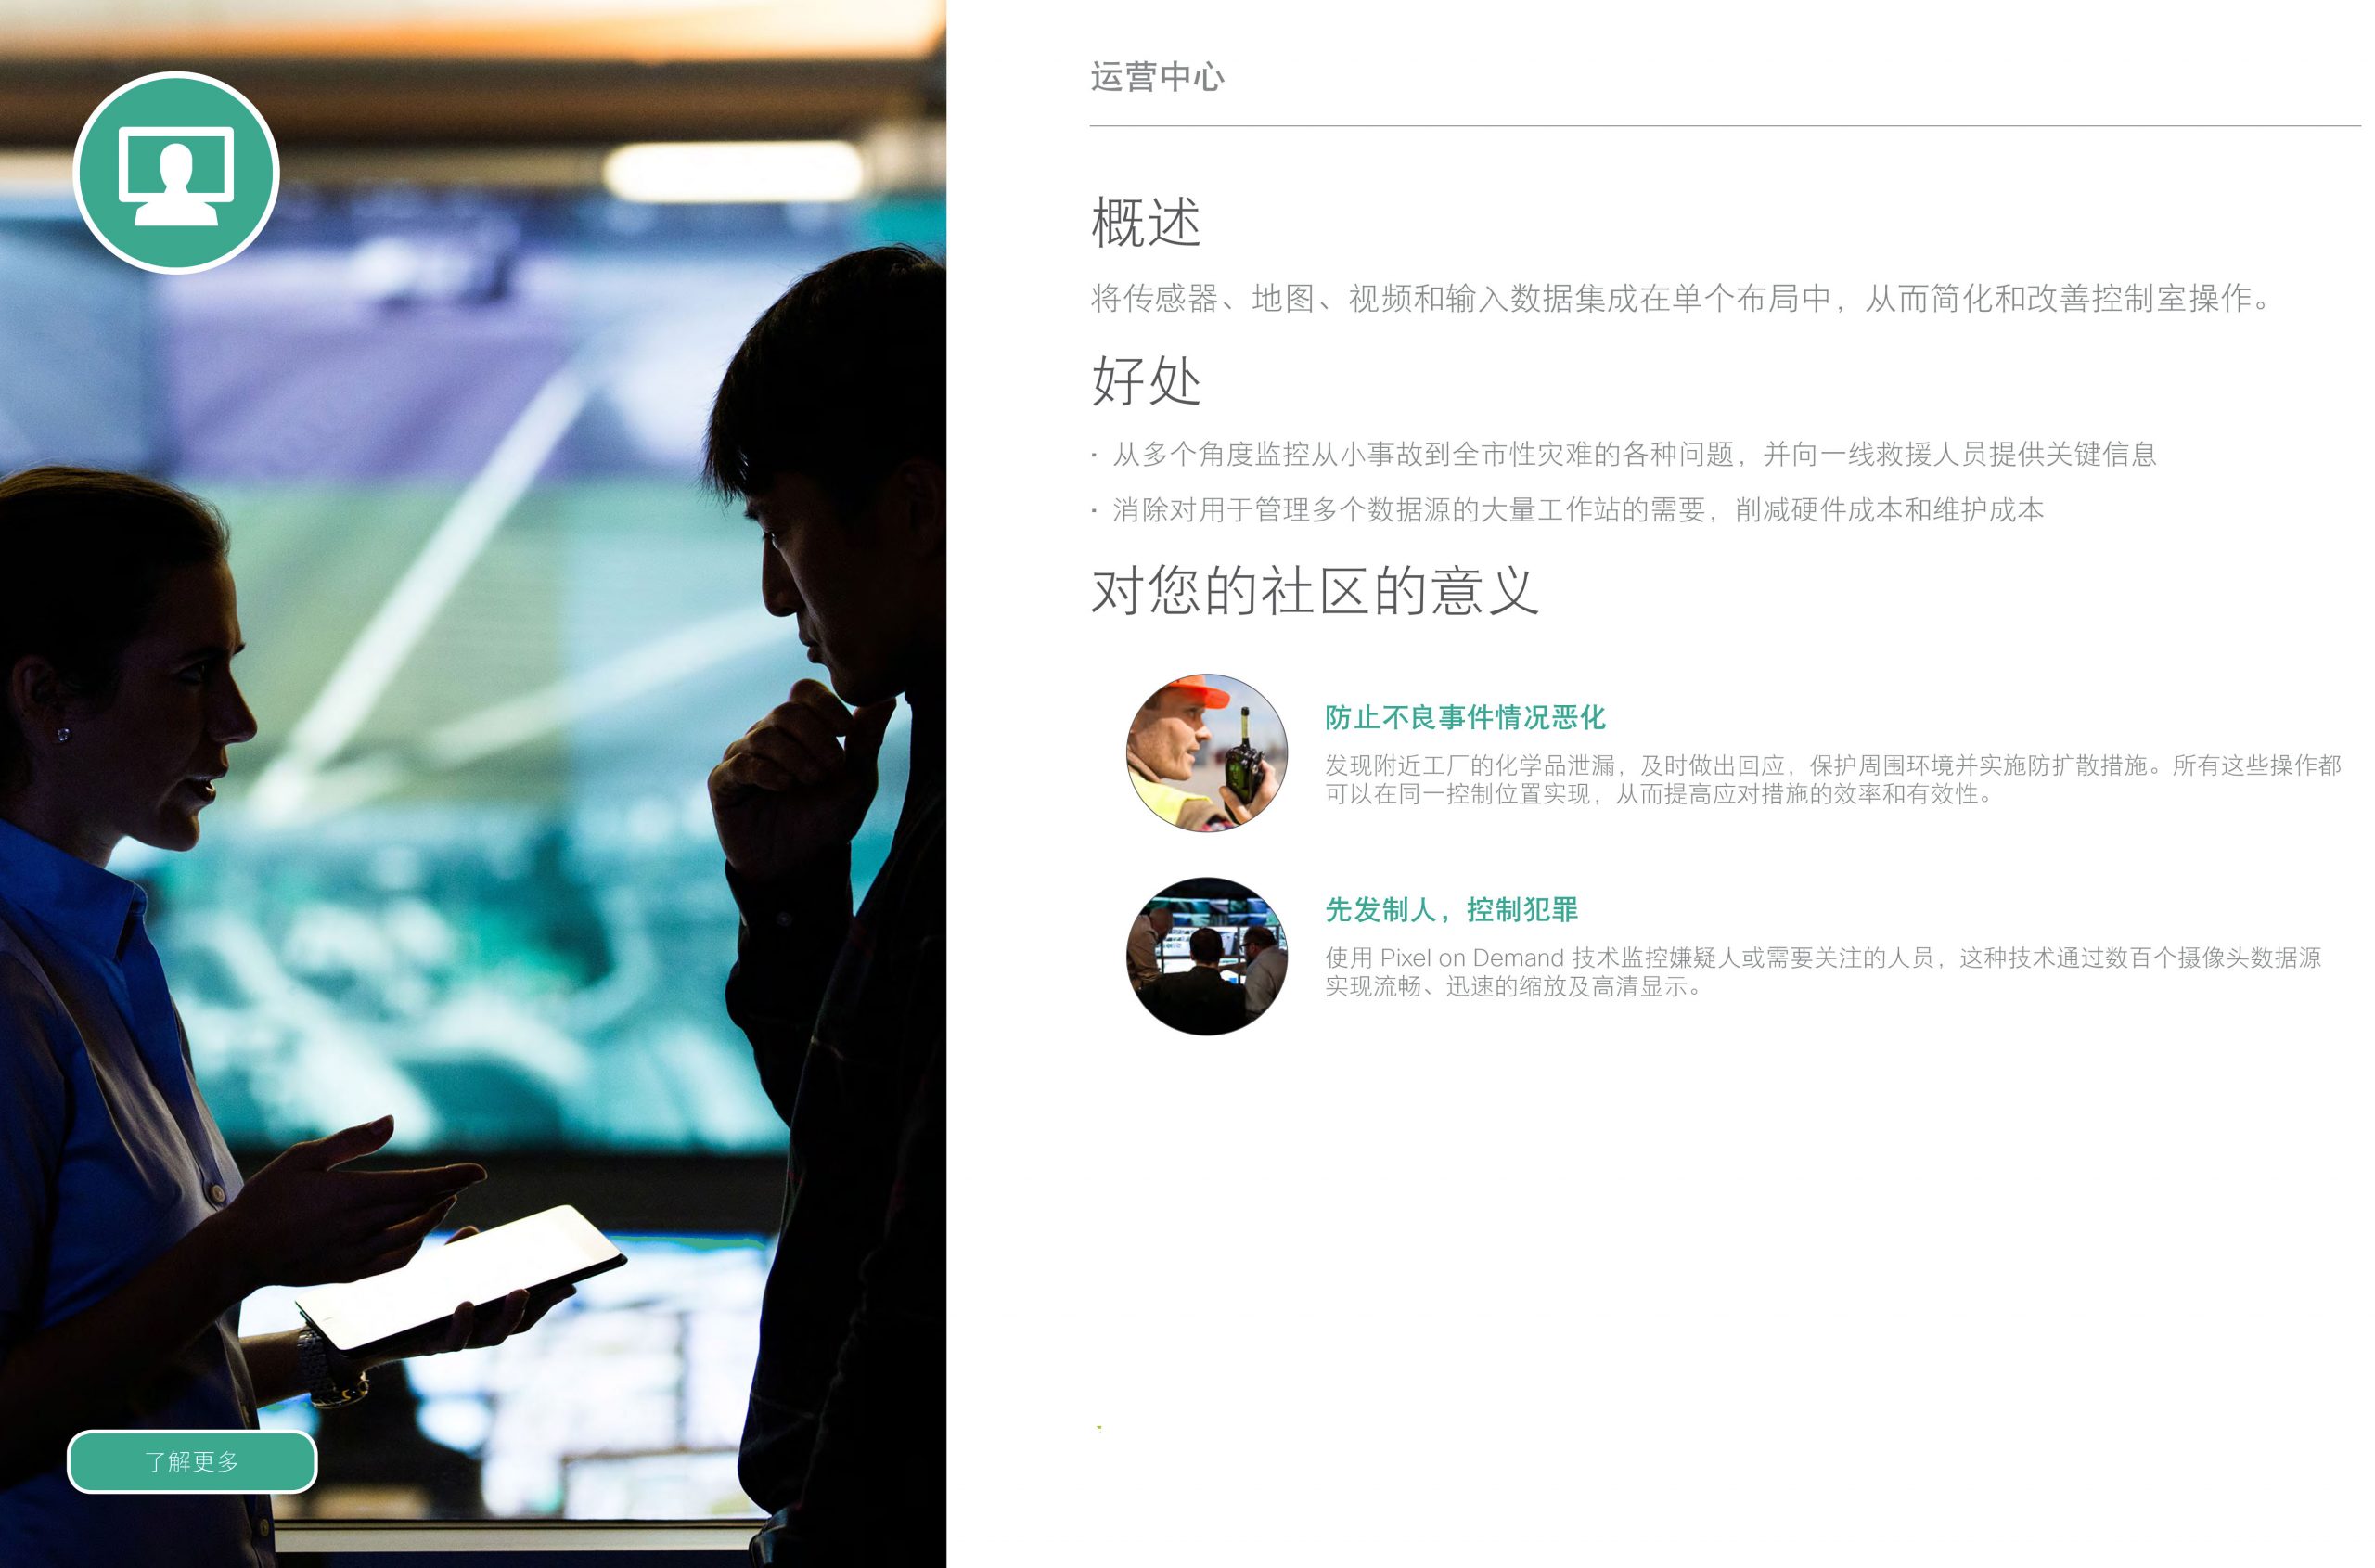 运营中心
概述
将传感器、地图、视频和输入数据集成在单个布局中，从而简化和改善控制室操作。
好处
· 从多个角度监控从小事故到全市性灾难的各种问题，并向一线救援人员提供关键信息
· 消除对用于管理多个数据源的大量工作站的需要，削减硬件成本和维护成本
对您的社区的意义
防止不良事件情况恶化
发现附近工厂的化学品泄漏，及时做出回应，保护周围环境并实施防扩散措施。所有这些操作都
可以在同一控制位置实现，从而提高应对措施的效率和有效性。
先发制人，控制犯罪
使用 Pixel on Demand 技术监控嫌疑人或需要关注的人员，这种技术通过数百个摄像头数据源
实现流畅、迅速的缩放及高清显示。
了解更多